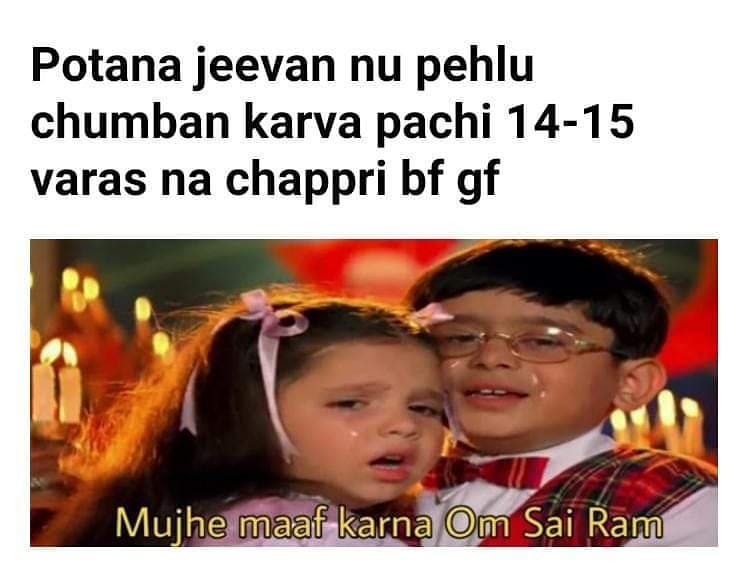 Potana jeevan nu pehlu
chumban karva pachi 14-15
varas na chappri bf gf
Mujhe maaf karna Om Sai Ram